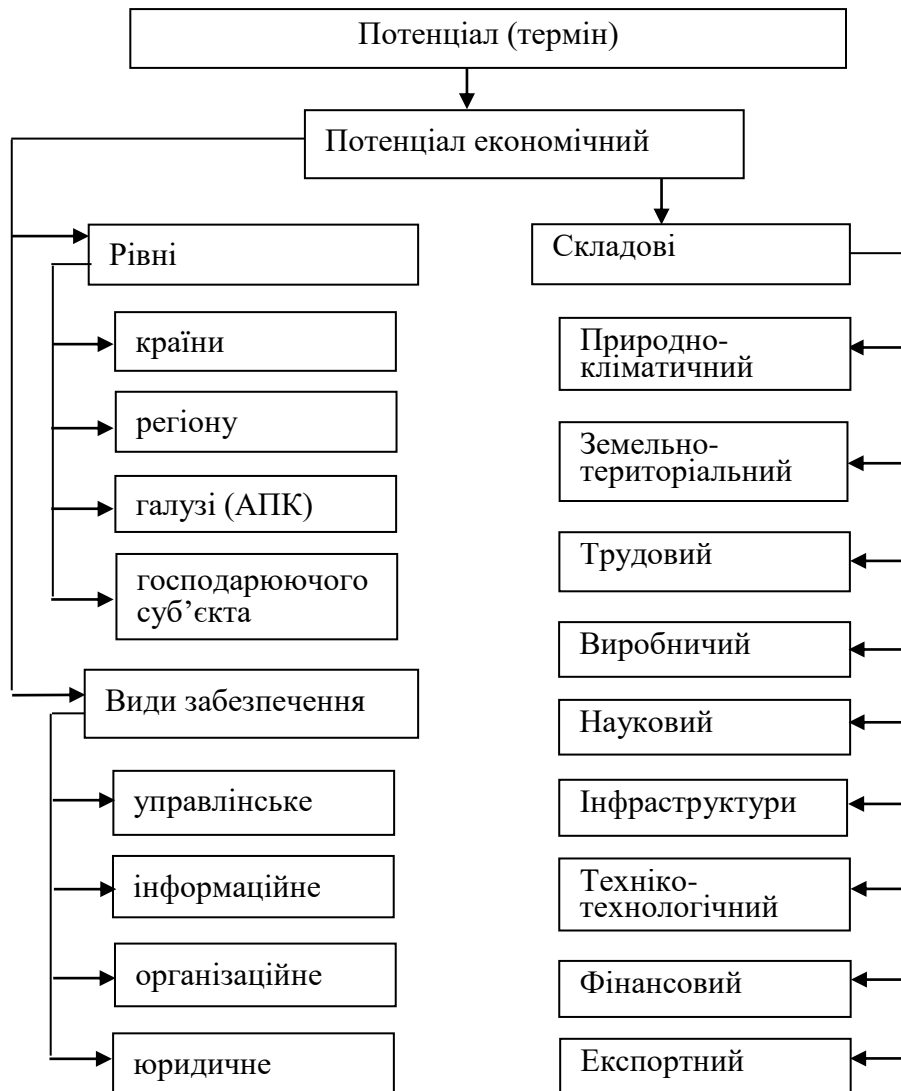 Потенціал (термін)
Потенціал економічний
Рівні
країни
регіону
галузі (АПК)
господарюючого
суб’єкта
Види забезпечення
управлінське
інформаційне
організаційне
юридичне
Складові
Природно-
кліматичний
Земельно-
територіальний
Трудовий
Виробничий
Науковий
Інфраструктури
Техніко-
технологічний
Фінансовий
Експортний